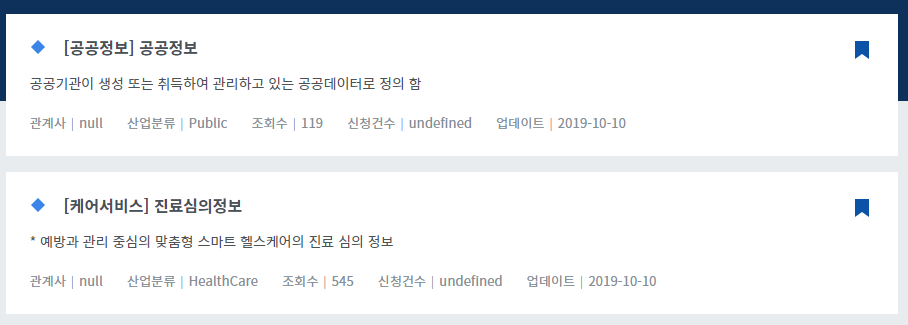 [공공정보] 공공정보
공공기관이 생성 또는 취득하여 관리하고 있는 공공데이터로 정의 함
관계사 | null 산업분류 | Public 조회수 | 119 신청건수 | undefined 업데이트 | 2019-10-10
[케어서비스] 진료심의정보
* 예방과 관리 중심의 맞춤형 스마트 헬스케어의 진료 심의 정보
관계사 | null 산업분류 | HealthCare 조회수 | 545 신청건수 | undefined 업데이트 | 2019-10-10